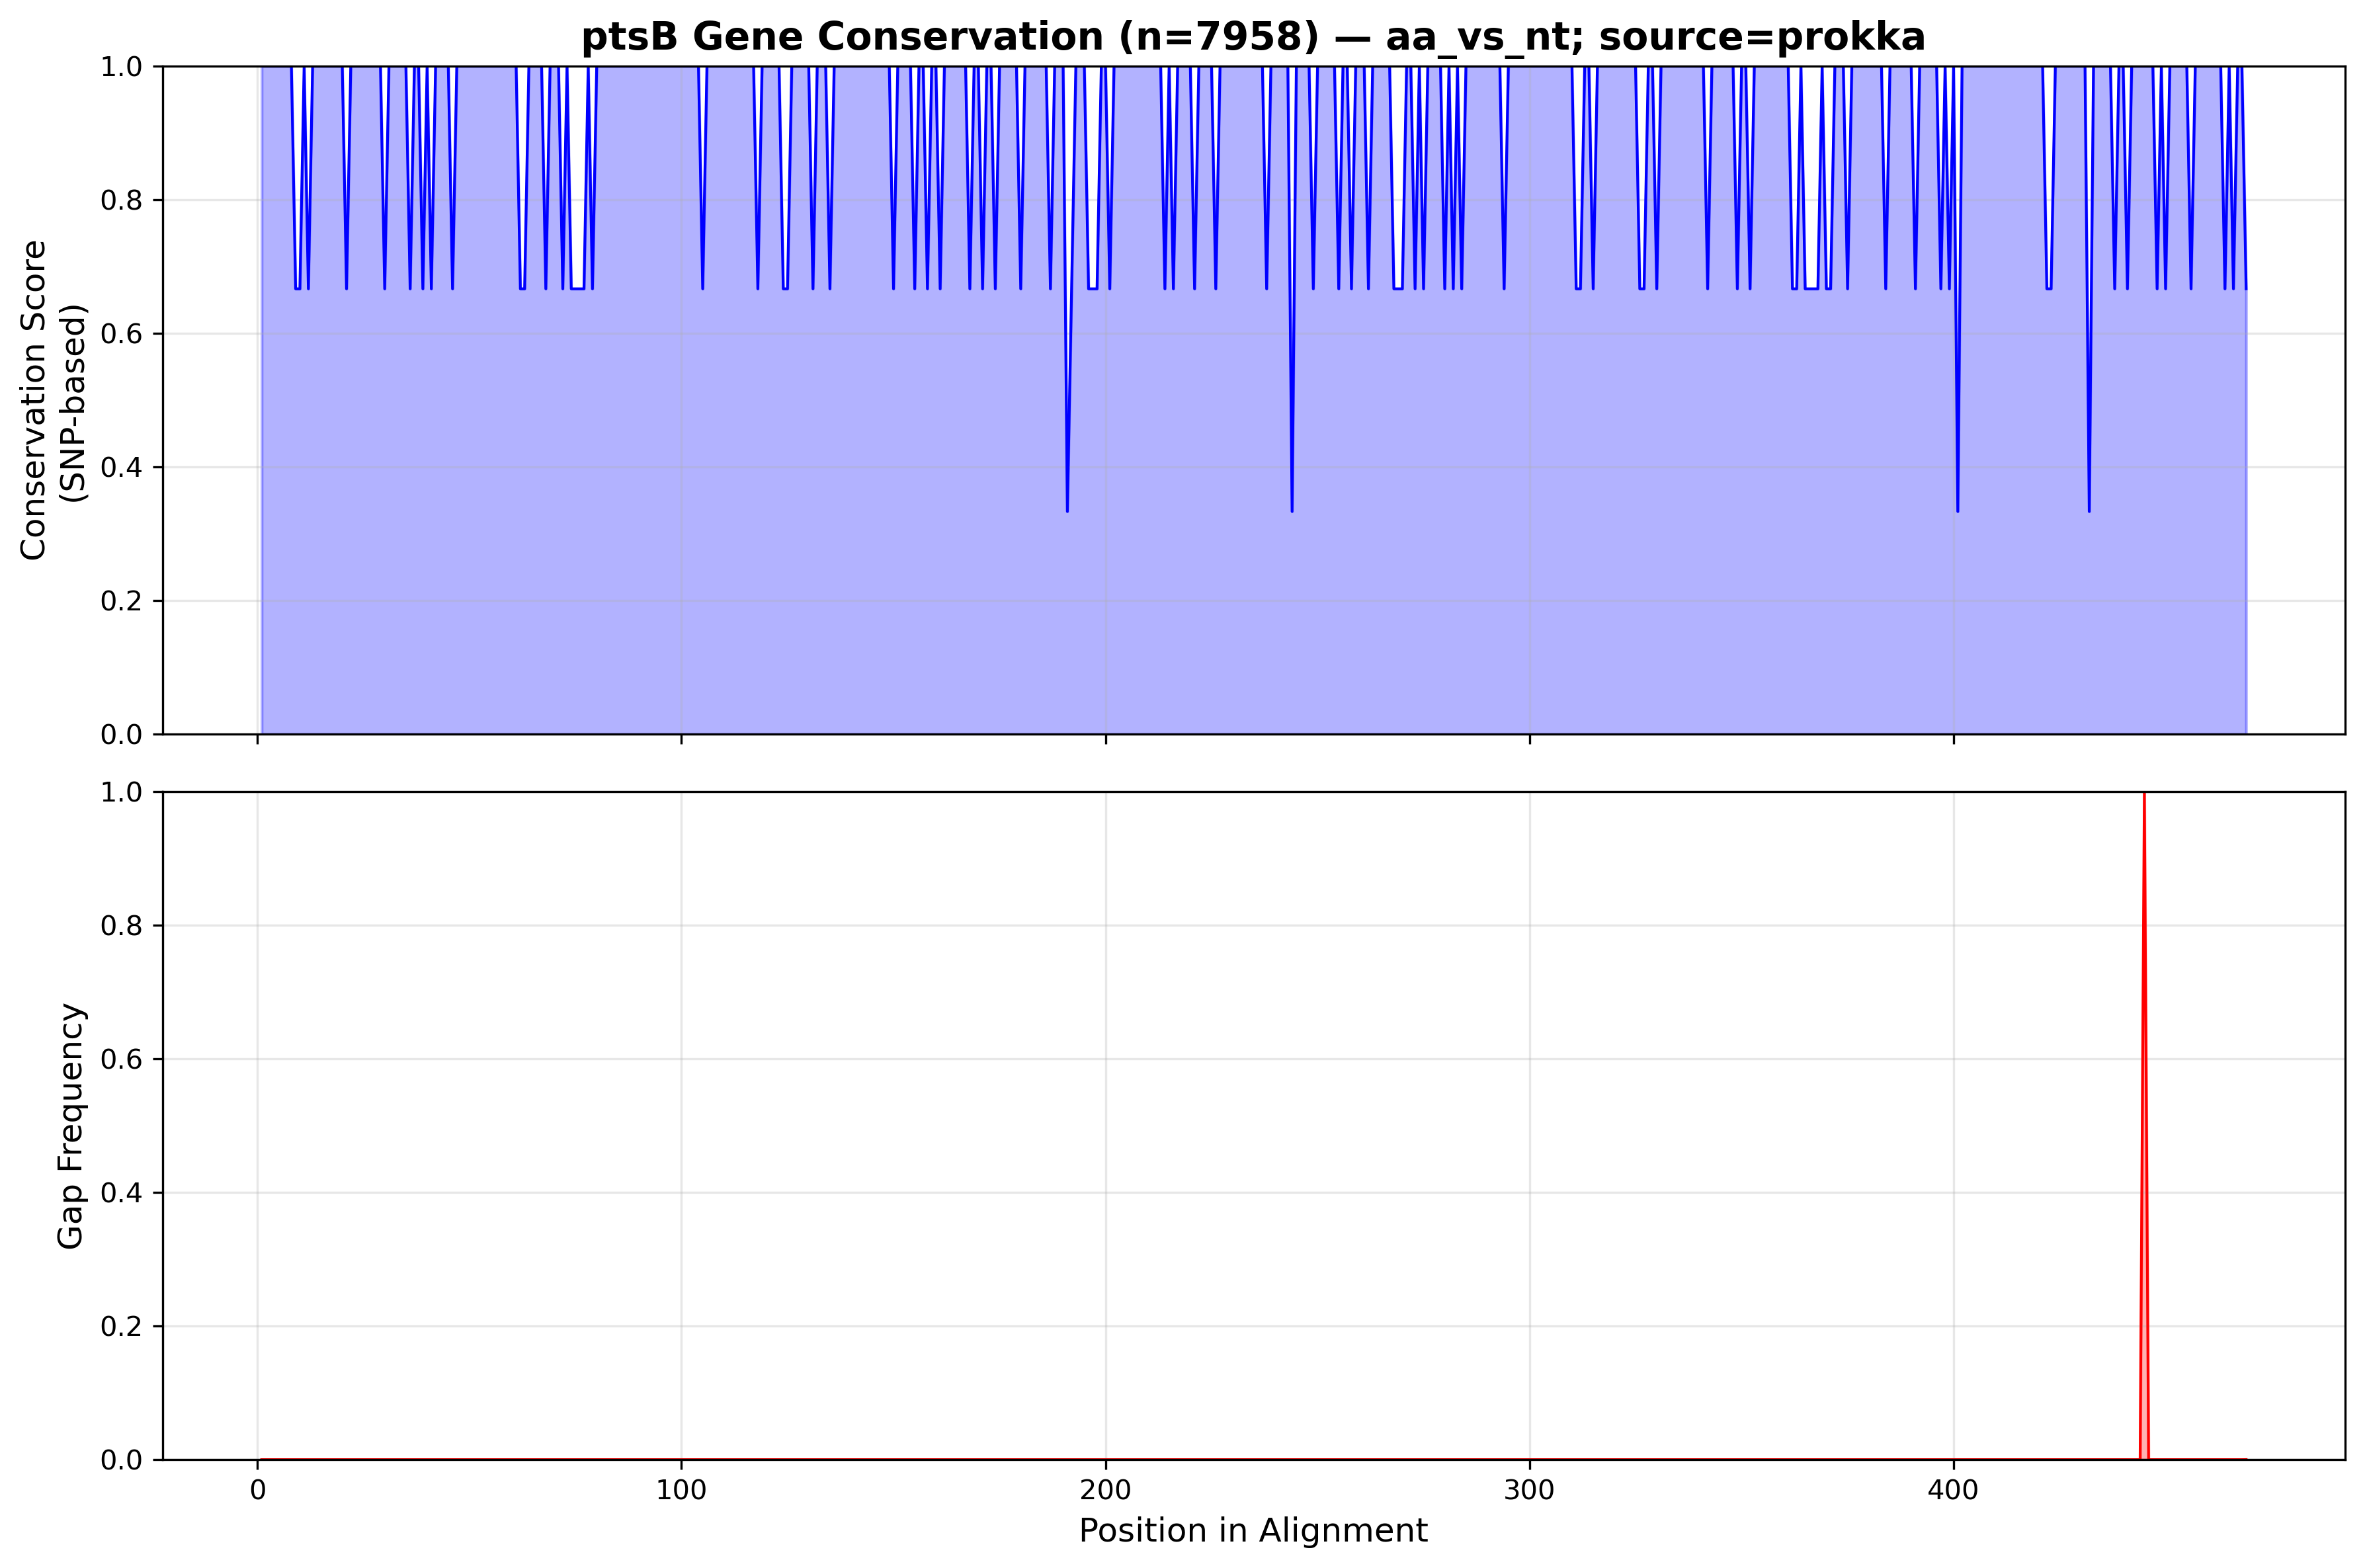 ptsB Gene Conservation (n=7958) — aa_vs_nt; source=prokka
Conservation Score
(SNP-based)
1.0
0.8
0.6
0.4
0.2
0.0
Gap Frequency
1.0
0.8
0.6
0.4
0.2
0.0
0 100 200 300 400
Position in Alignment